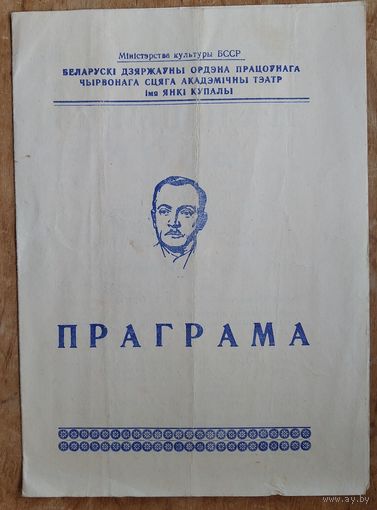 Міністэрства культуры БССР
БЕЛАРУСКІ ДЗЯРЖАЎНЫ ОРДЭНА ПРАЦОЎНАГА
ЧЫРВОНАГА СЦЯГА АКАДЭМІЧНЫ ТЭАТР
імя ЯНКІ КУПАЛЫ
ПРАГРАМА
www.ay.by